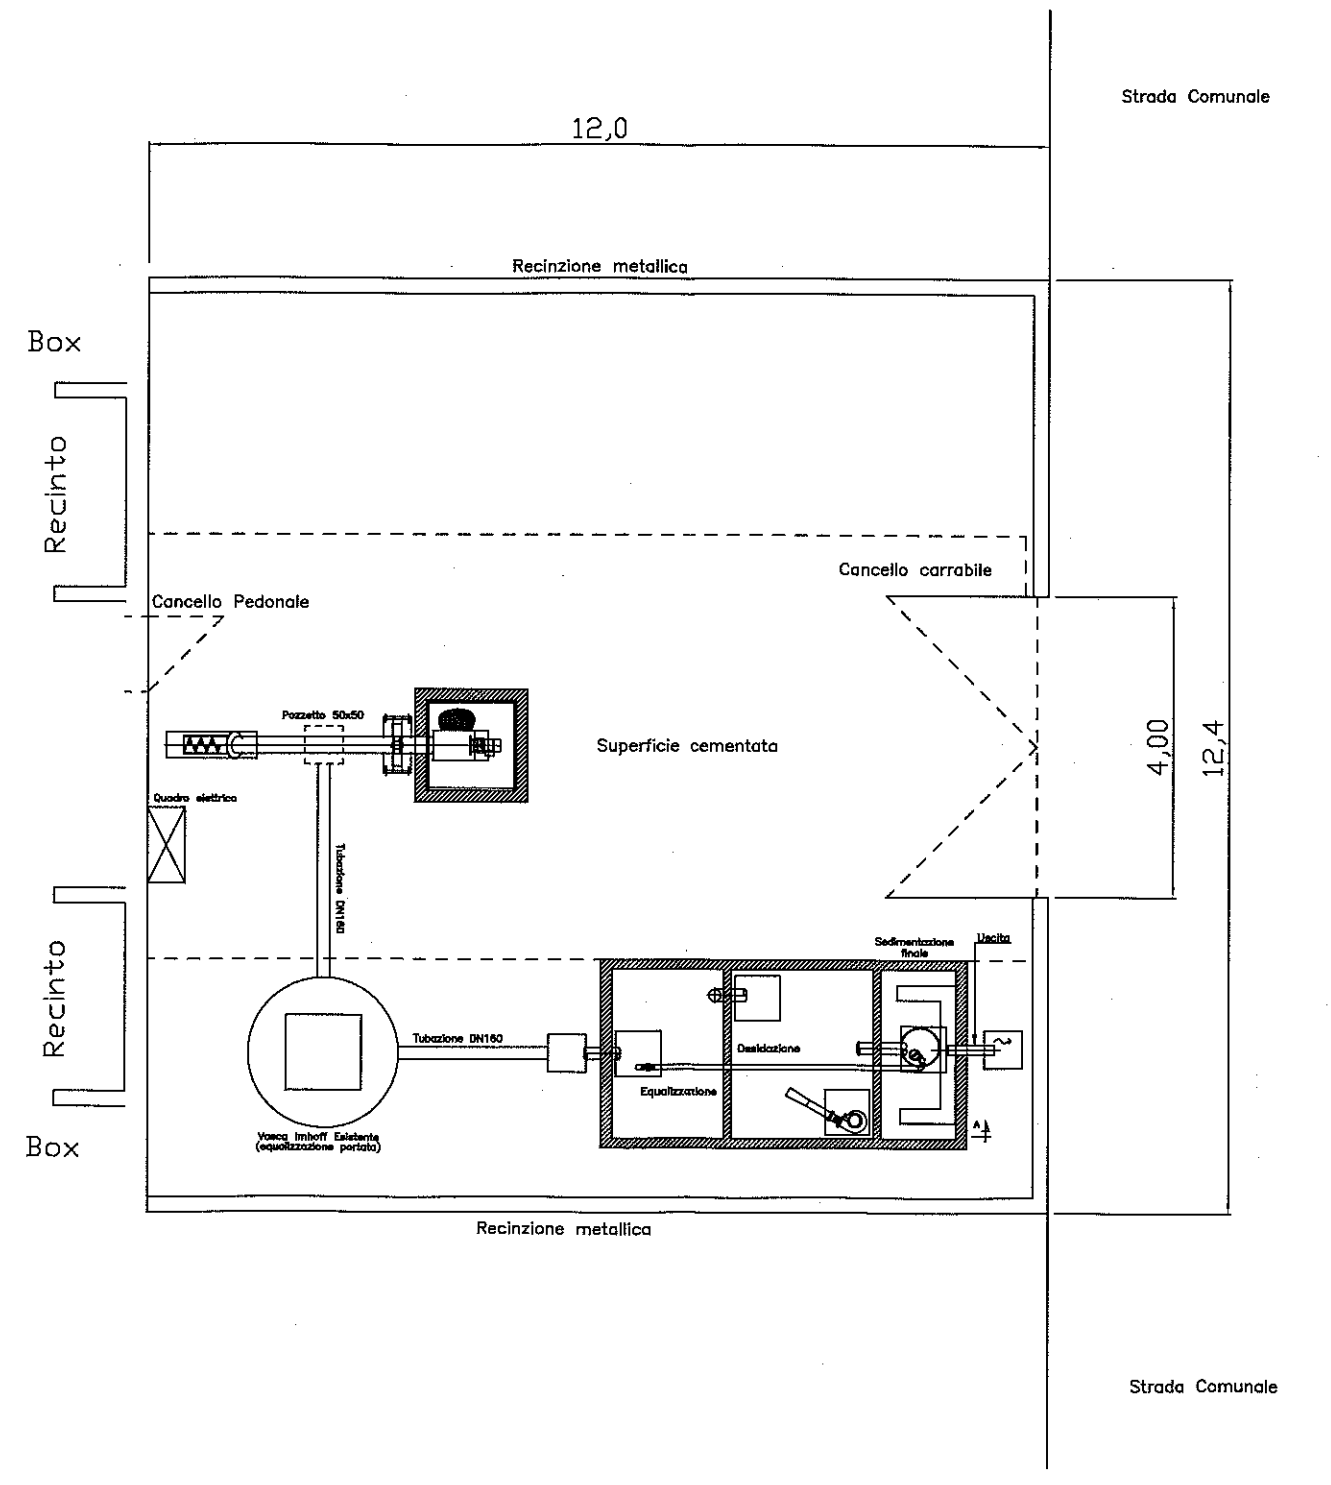 Strada Comunale
12,0
Recinzione metallica
Box
Recinto
Cancello carrabile
Cancello Pedonale
Pozzetto 50x50
Superficie cementata
4,00
12,4
Quadro elettrico
Tubazione DN160
Sedimentazione
finale
Uscita
Recinto
Tubazione DN160
Ossidazione
Equalizzazione
Vasca Imhoff Esistente
(equalizzazione portata)
Box
A
Recinzione metallica
Strada Comunale